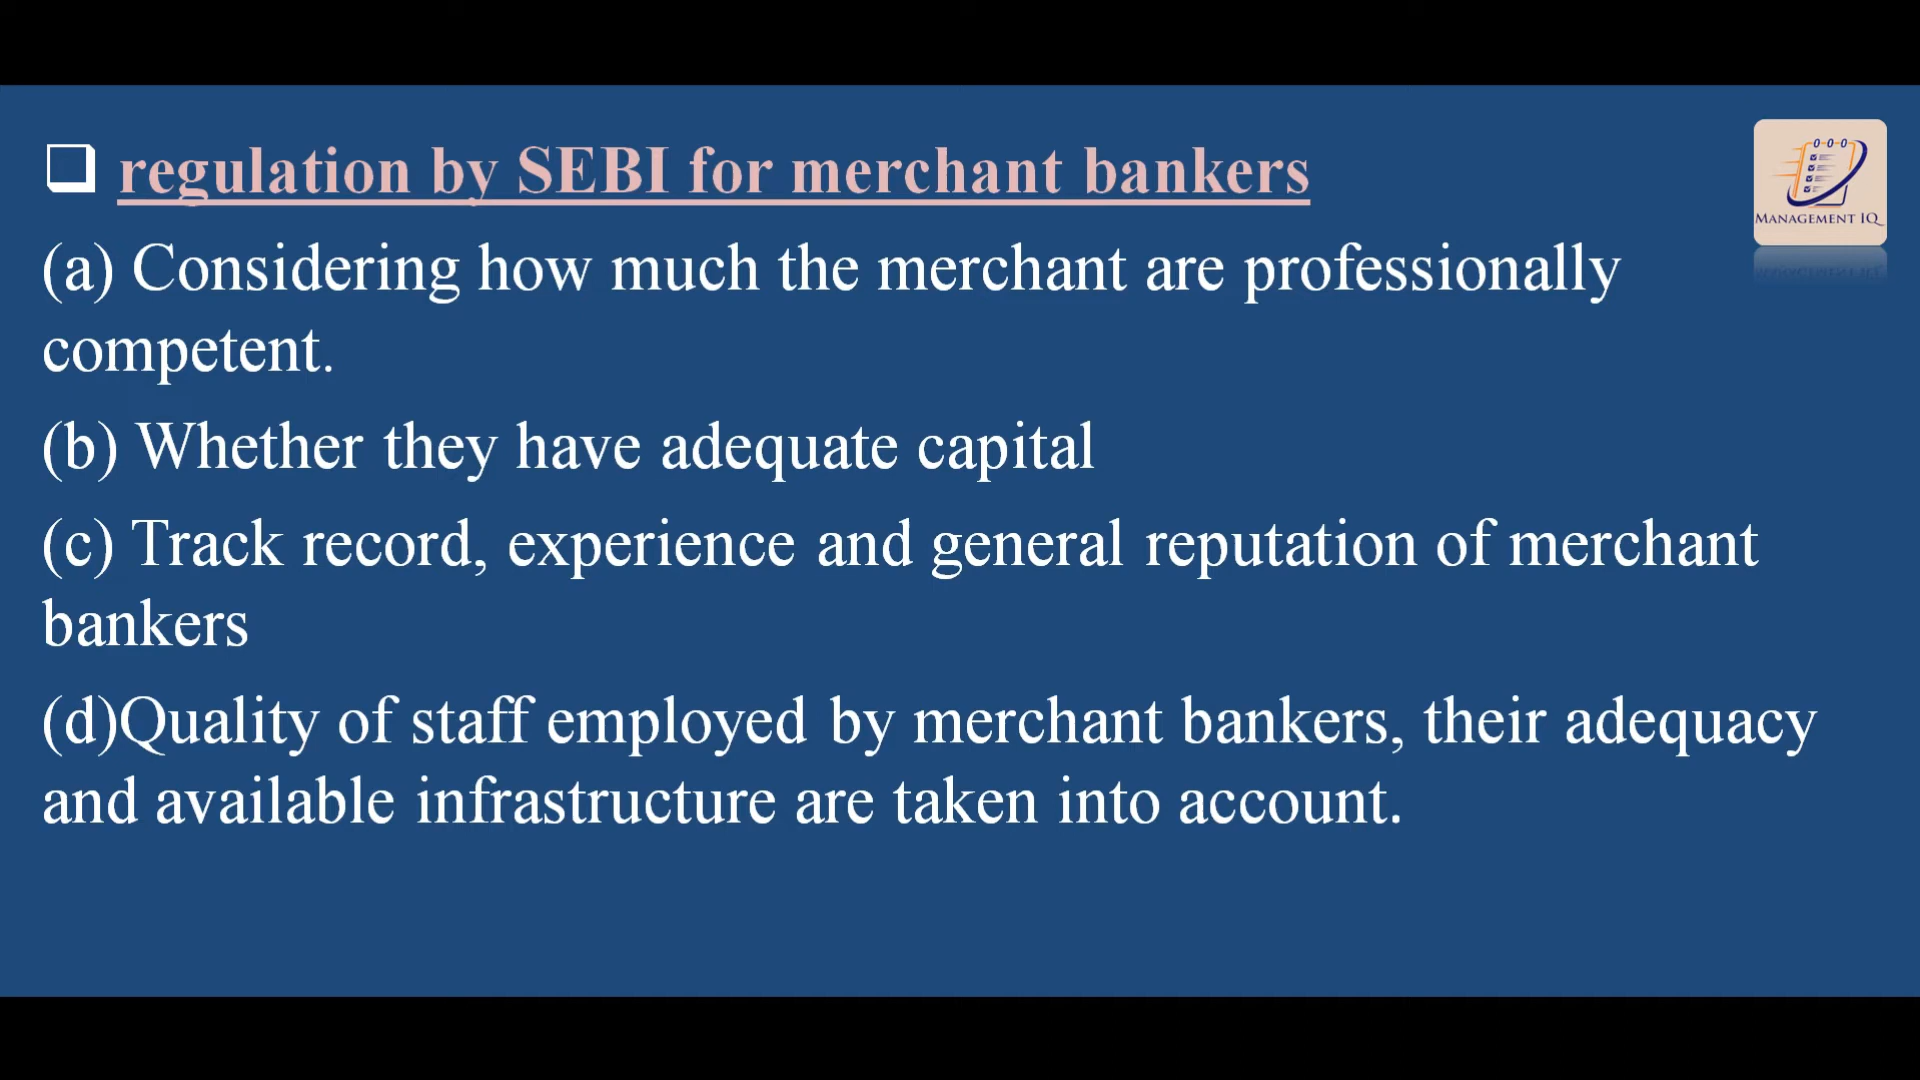 regulation by SEBI for merchant bankers
(a) Considering how much the merchant are professionally
competent.
(b) Whether they have adequate capital
(c) Track record, experience and general reputation of merchant
bankers
(d)Quality of staff employed by merchant bankers, their adequacy
and available infrastructure are taken into account.
MANAGEMENT IQ